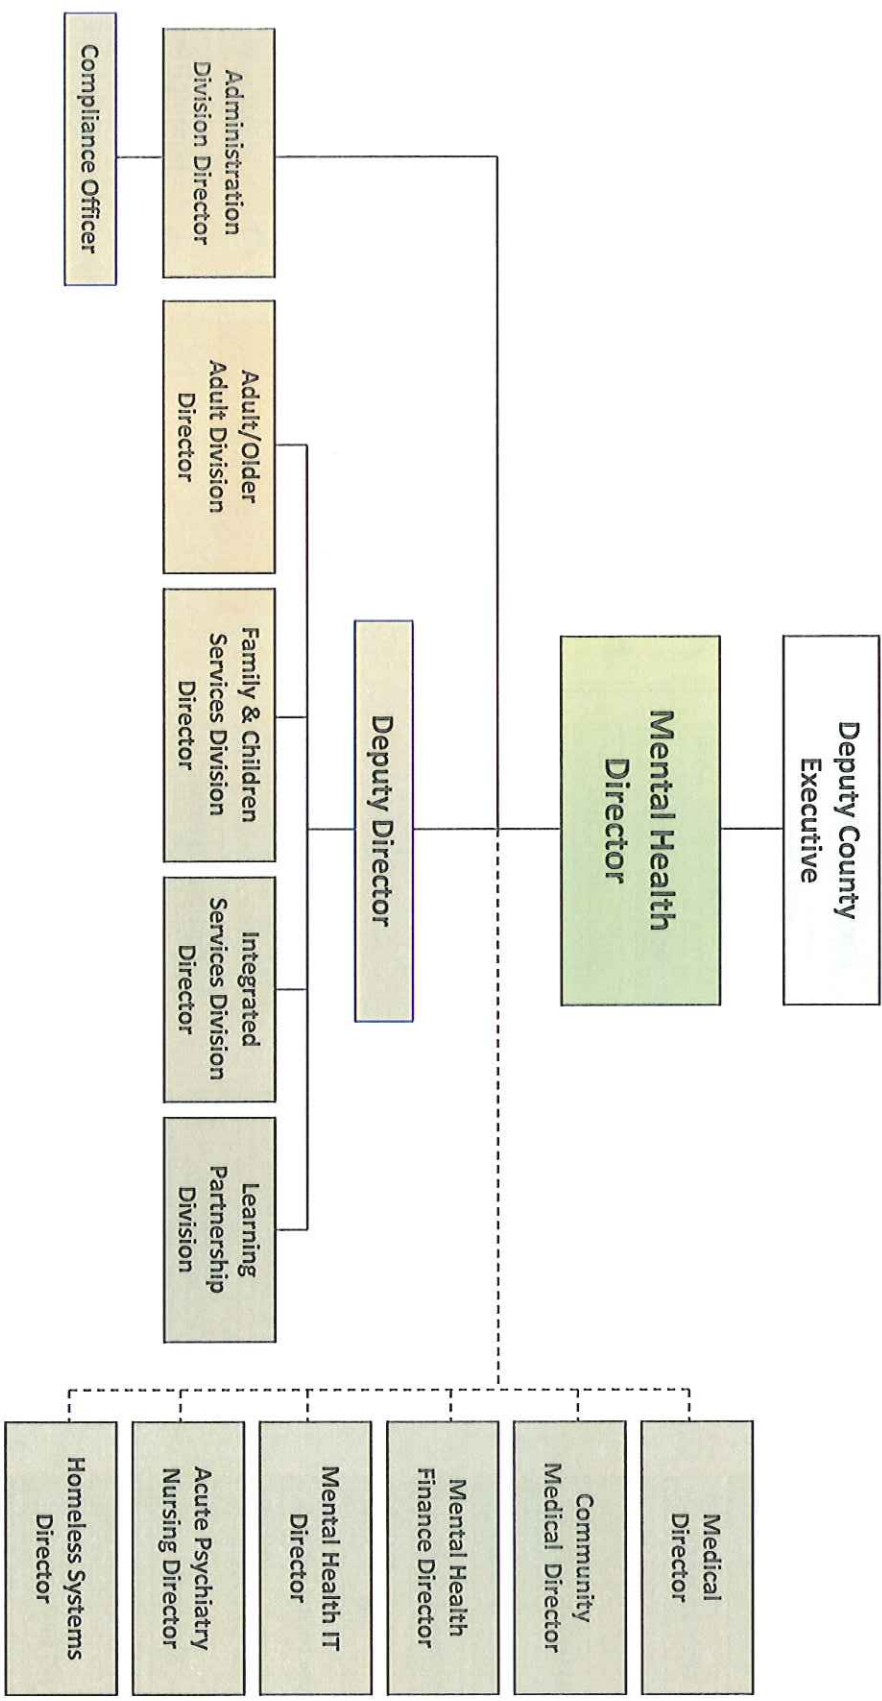 Deputy County
Executive
Mental Health
Director
Deputy Director
Administration
Division Director
Compliance Officer
Adult/Older
Adult Division
Director
Family & Children
Services Division
Director
Integrated
Services Division
Director
Learning
Partnership
Division
Medical
Director
Community
Medical Director
Mental Health
Finance Director
Mental Health IT
Director
Acute Psychiatry
Nursing Director
Homeless Systems
Director